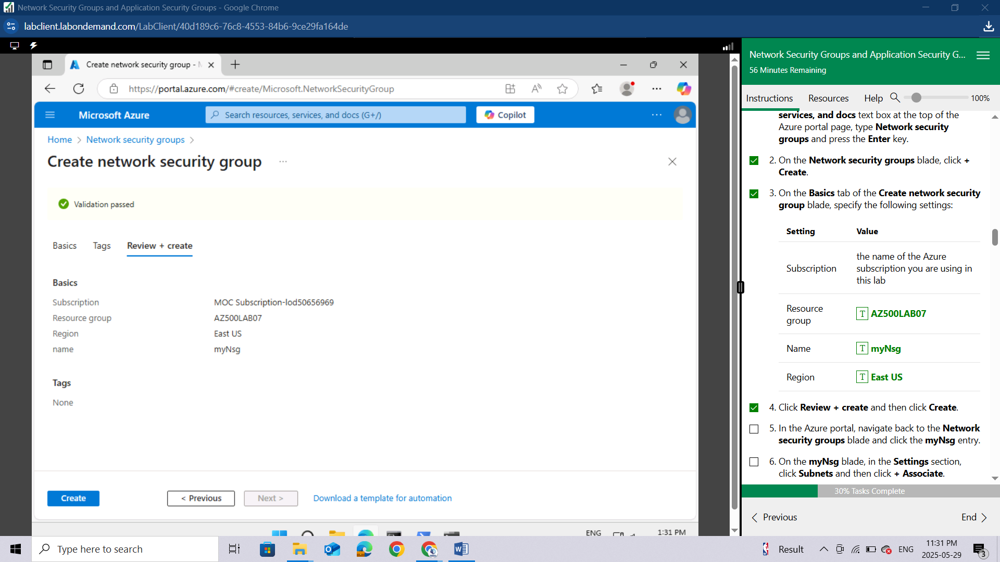 Network Security Groups and Application Security Groups - Google Chrome
labclient.labondemand.com/LabClient/40d189c6-76c8-4553-84b6-9ce29fa164de
Create network security group -
https://portal.azure.com/#create/Microsoft.NetworkSecurityGroup
Microsoft Azure
Search resources, services, and docs (G+/)
Copilot
Home > Network security groups >
Create network security group
Validation passed
Basics
Tags
Review + create
Basics
Subscription MOC Subscription-lod50656969
Resource group AZ500LAB07
Region East US
name myNsg
Tags
None
Create
< Previous
Next >
Download a template for automation
ENG
1:31 PM
Network Security Groups and Application Security G...
56 Minutes Remaining
Instructions
Resources
Help
100%
services, and docs text box at the top of the
Azure portal page, type Network security
groups and press the Enter key.
2. On the Network security groups blade, click +
Create.
3. On the Basics tab of the Create network security
group blade, specify the following settings:
Setting Value
Subscription
the name of the Azure
subscription you are using in
this lab
Resource
group
T AZ500LAB07
Name T myNsg
Region T East US
4. Click Review + create and then click Create.
5. In the Azure portal, navigate back to the Network
security groups blade and click the myNsg entry.
6. On the myNsg blade, in the Settings section,
click Subnets and then click + Associate.
30% Tasks Complete
Previous
End
Type here to search
Result
ENG
11:31 PM
2025-05-29
3